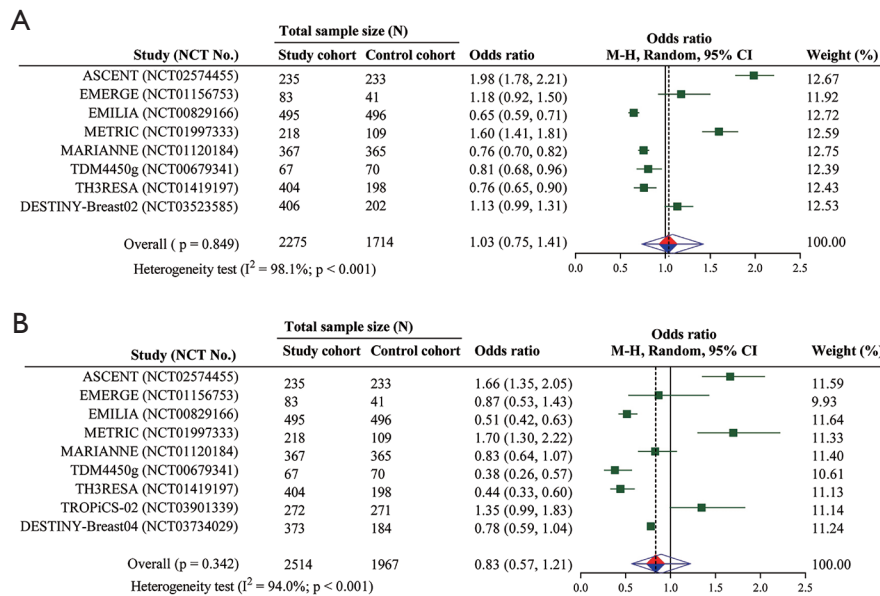 A
Total sample size (N)
Odds ratio
Study (NCT No.) Study cohort Control cohort Odds ratio M-H, Random, 95% CI Weight (%)
ASCENT (NCT02574455) 235 233 1.98 (1.78, 2.21) 12.67
EMERGE (NCT01156753) 83 41 1.18 (0.92, 1.50) 11.92
EMILIA (NCT00829166) 495 496 0.65 (0.59, 0.71) 12.72
METRIC (NCT01997333) 218 109 1.60 (1.41, 1.81) 12.59
MARIANNE (NCT01120184) 367 365 0.76 (0.70, 0.82) 12.75
TDM4450g (NCT00679341) 67 70 0.81 (0.68, 0.96) 12.39
TH3RESA (NCT01419197) 404 198 0.76 (0.65, 0.90) 12.43
DESTINY-Breast02 (NCT03523585) 406 202 1.13 (0.99, 1.31) 12.53
Overall ( p = 0.849) 2275 1714 1.03 (0.75, 1.41) 100.00
Heterogeneity test (I² = 98.1%; p < 0.001)
0.0 0.5 1.0 1.5 2.0 2.5
B
Total sample size (N)
Odds ratio
Study (NCT No.) Study cohort Control cohort Odds ratio M-H, Random, 95% CI Weight (%)
ASCENT (NCT02574455) 235 233 1.66 (1.35, 2.05) 11.59
EMERGE (NCT01156753) 83 41 0.87 (0.53, 1.43) 9.93
EMILIA (NCT00829166) 495 496 0.51 (0.42, 0.63) 11.64
METRIC (NCT01997333) 218 109 1.70 (1.30, 2.22) 11.33
MARIANNE (NCT01120184) 367 365 0.83 (0.64, 1.07) 11.40
TDM4450g (NCT00679341) 67 70 0.38 (0.26, 0.57) 10.61
TH3RESA (NCT01419197) 404 198 0.44 (0.33, 0.60) 11.13
TROPiCS-02 (NCT03901339) 272 271 1.35 (0.99, 1.83) 11.14
DESTINY-Breast04 (NCT03734029) 373 184 0.78 (0.59, 1.04) 11.24
Overall (p = 0.342) 2514 1967 0.83 (0.57, 1.21) 100.00
Heterogeneity test (I² = 94.0%; p < 0.001)
0.0 0.5 1.0 1.5 2.0 2.5